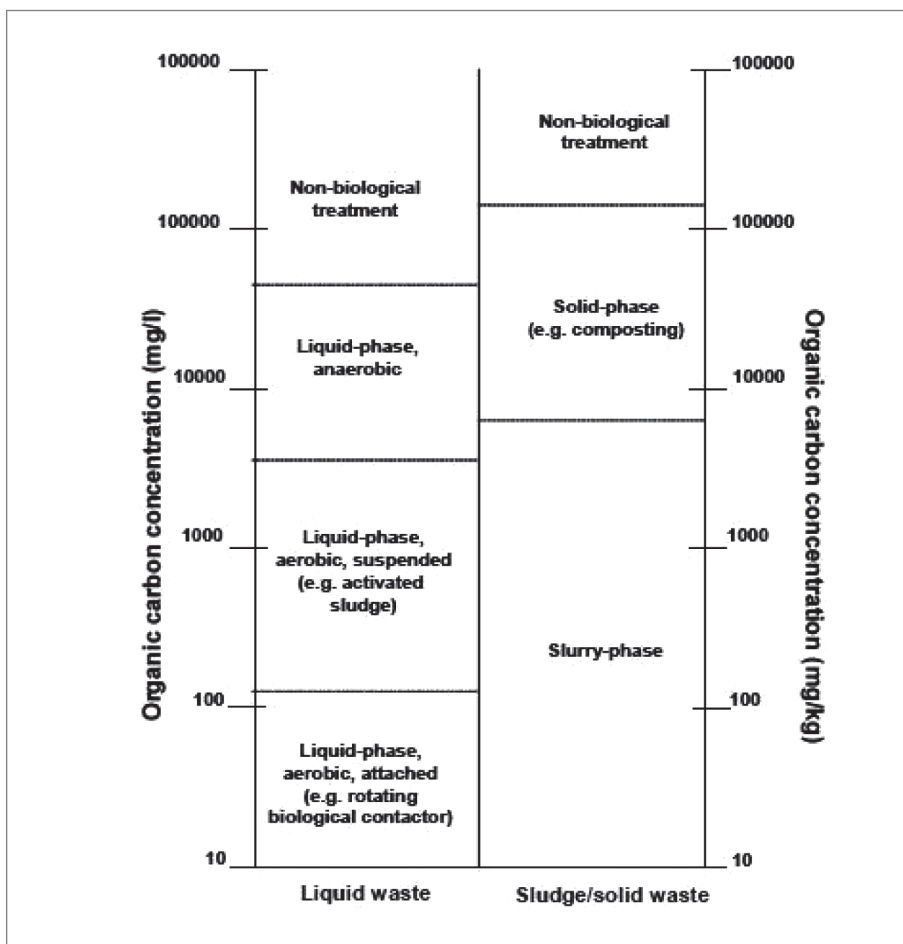 Organic carbon concentration (mg/l)
100000
100000
10000
1000
100
10
Non-biological
treatment
Liquid-phase,
anaerobic
Liquid-phase,
aerobic, suspended
(e.g. activated
sludge)
Liquid-phase,
aerobic, attached
(e.g. rotating
biological contactor)
Liquid waste
Non-biological
treatment
Solid-phase
(e.g. composting)
Slurry-phase
Sludge/solid waste
100000
100000
10000
1000
100
10
Organic carbon concentration (mg/kg)